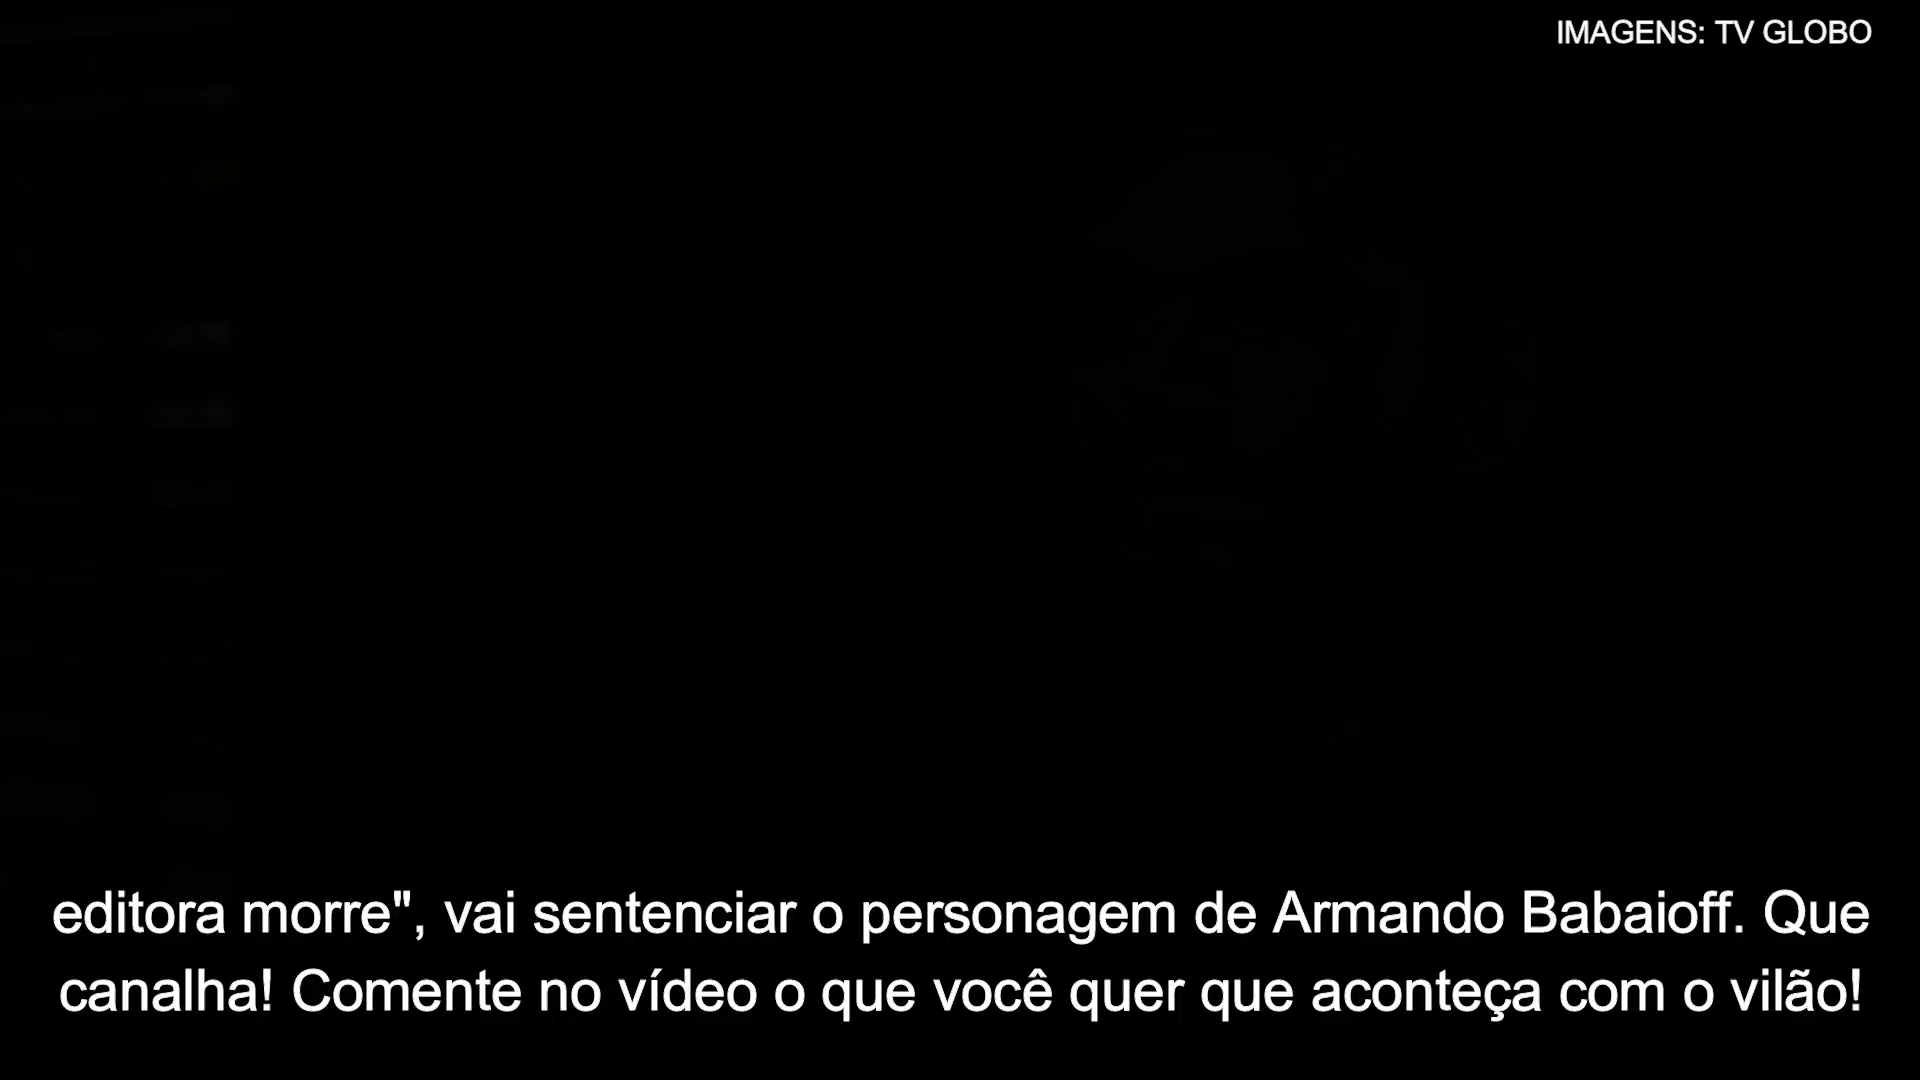 IMAGENS: TV GLOBO
editora morre", vai sentenciar o personagem de Armando Babaioff. Que
canalha! Comente no vídeo o que você quer que aconteça com o vilão!